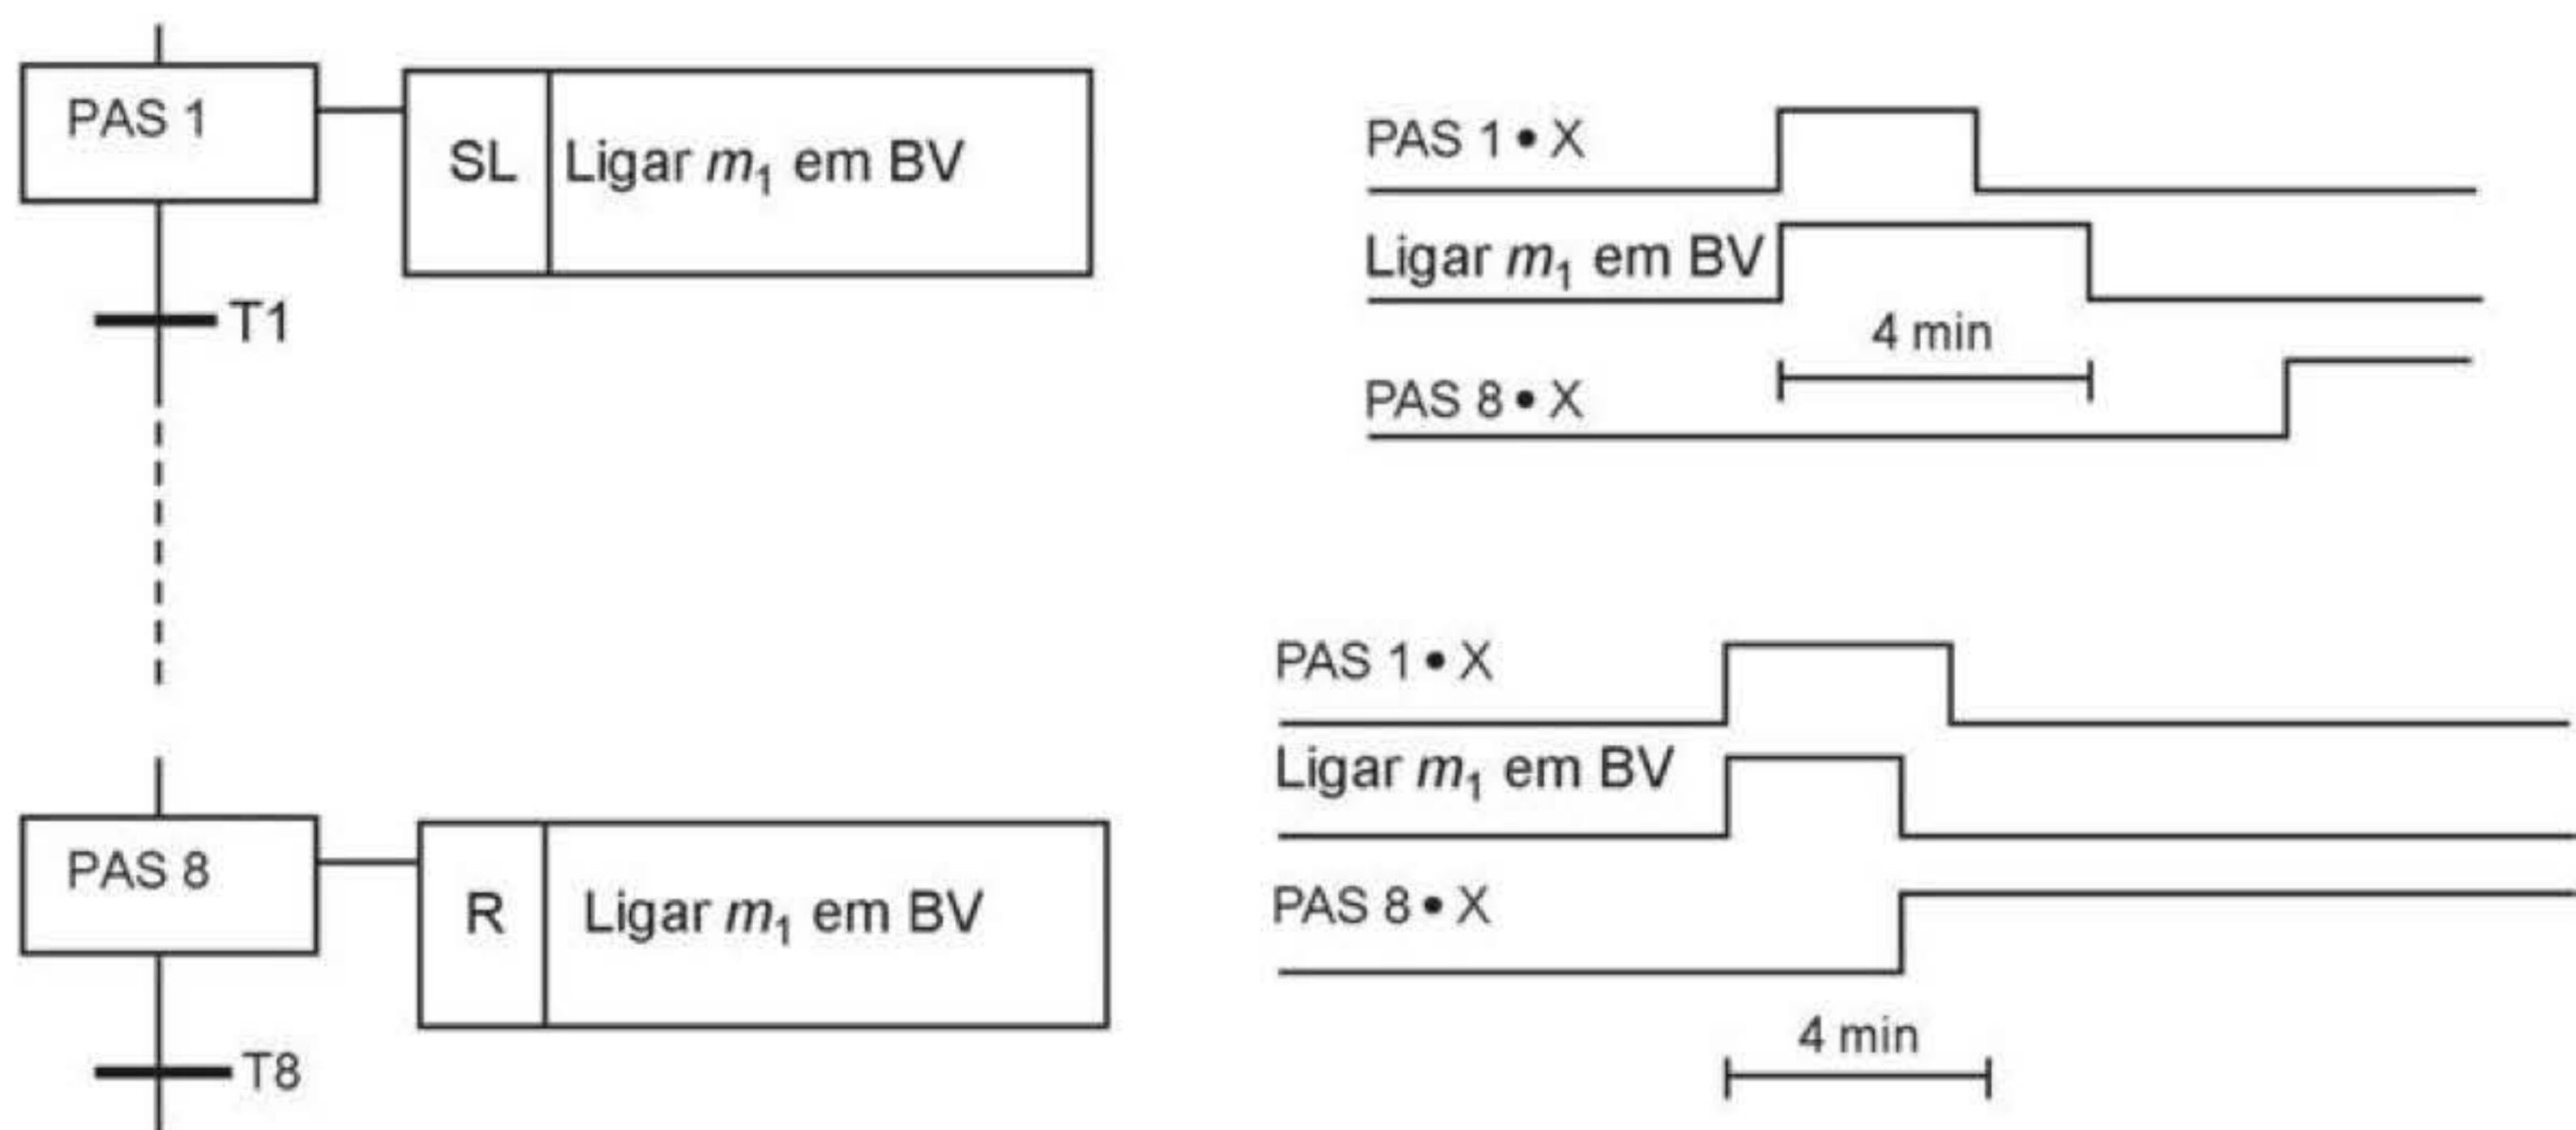 PAS 1
SL Ligar m₁ em BV
T1
PAS 8
R Ligar m₁ em BV
T8
PAS 1 • X
Ligar m₁ em BV
4 min
PAS 8 • X
PAS 1 • X
Ligar m₁ em BV
PAS 8 • X
4 min